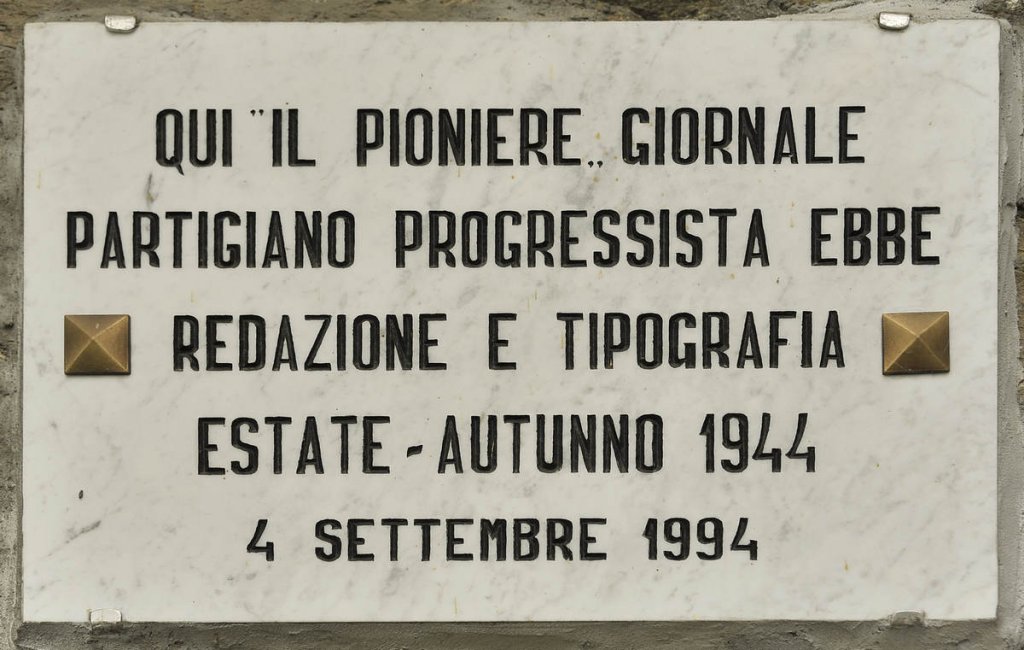 QUI "IL PIONIERE„ GIORNALE
PARTIGIANO PROGRESSISTA EBBE
REDAZIONE E TIPOGRAFIA
ESTATE - AUTUNNO 1944
4 SETTEMBRE 1994